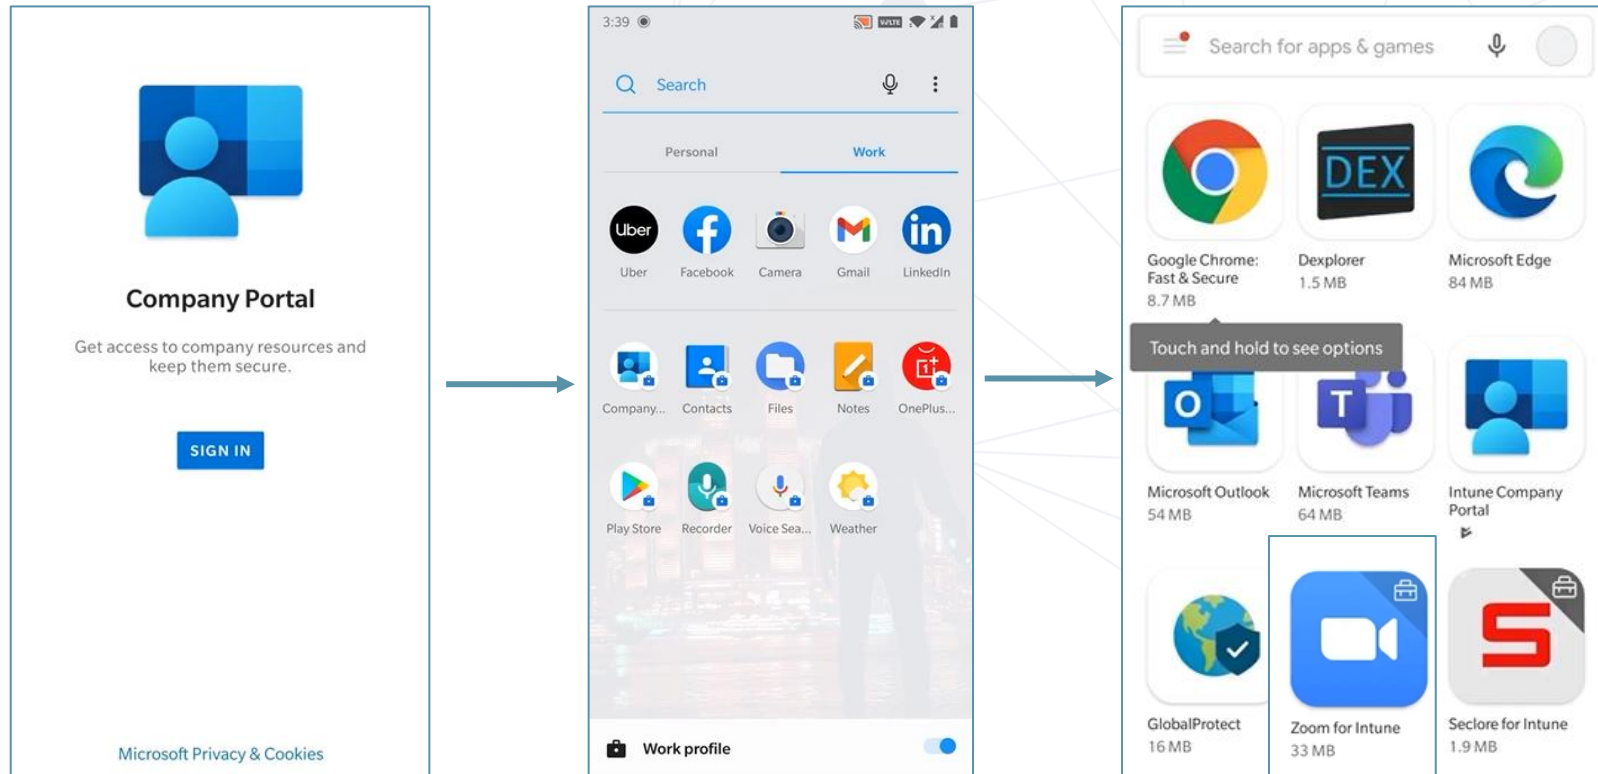 Company Portal
Get access to company resources and
keep them secure.
SIGN IN
Microsoft Privacy & Cookies
3:39
VoLTE
Search
Personal Work
Uber
Uber Facebook Camera Gmail LinkedIn
Company... Contacts Files Notes OnePlus...
Play Store Recorder Voice Sea... Weather
Work profile
Search for apps & games
DEX
Google Chrome: Dexplorer Microsoft Edge
Fast & Secure 1.5 MB 84 MB
8.7 MB
Touch and hold to see options
Microsoft Outlook Microsoft Teams Intune Company
54 MB 64 MB Portal
GlobalProtect Zoom for Intune Seclore for Intune
16 MB 33 MB 1.9 MB